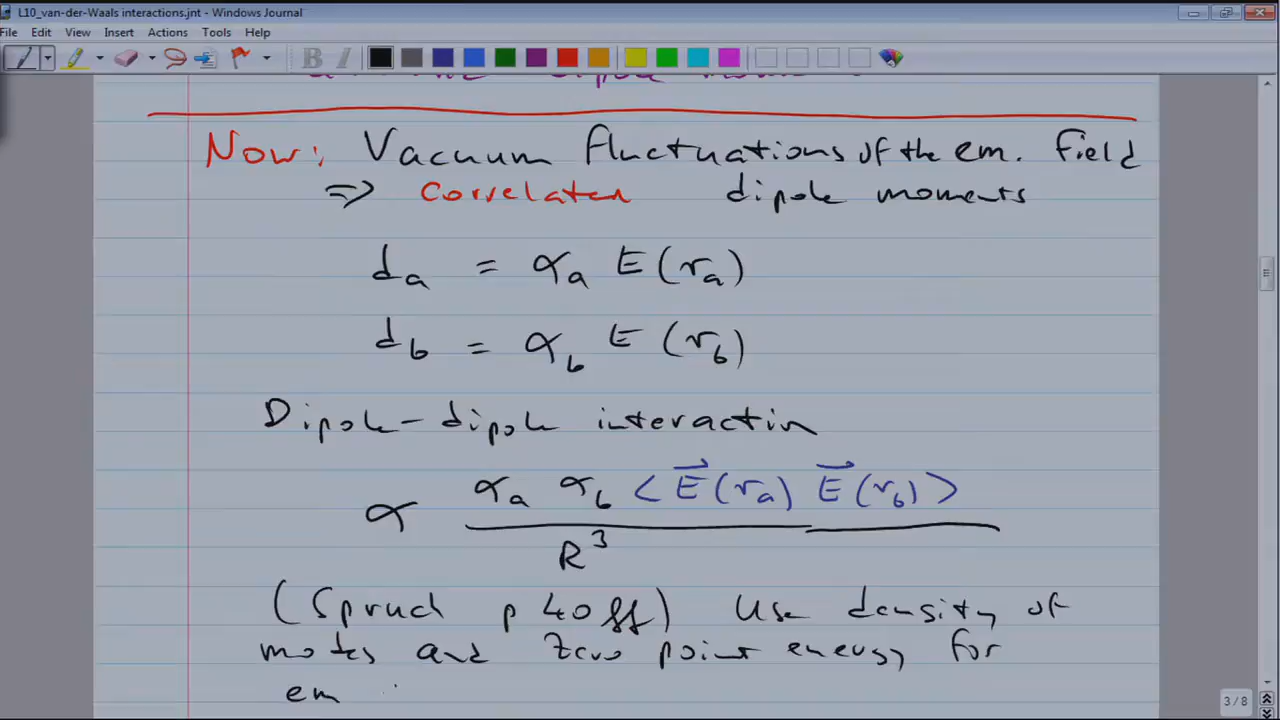 L10_van-der-Waals interactions.jnt - Windows Journal
File Edit View Insert Actions Tools Help
B I
dipole
Now: Vacuum fluctuations of the em. field
⇒ correlated dipole moments
d_a = α_a E(r_a)
d_b = α_b E(r_b)
Dipole-dipole interaction
∝ α_a α_b <E⃗(r_a) E⃗(r_b)>
R^3
(Spruch p 40ff) Use density of
modes and zero point energy for
em
3 / 8